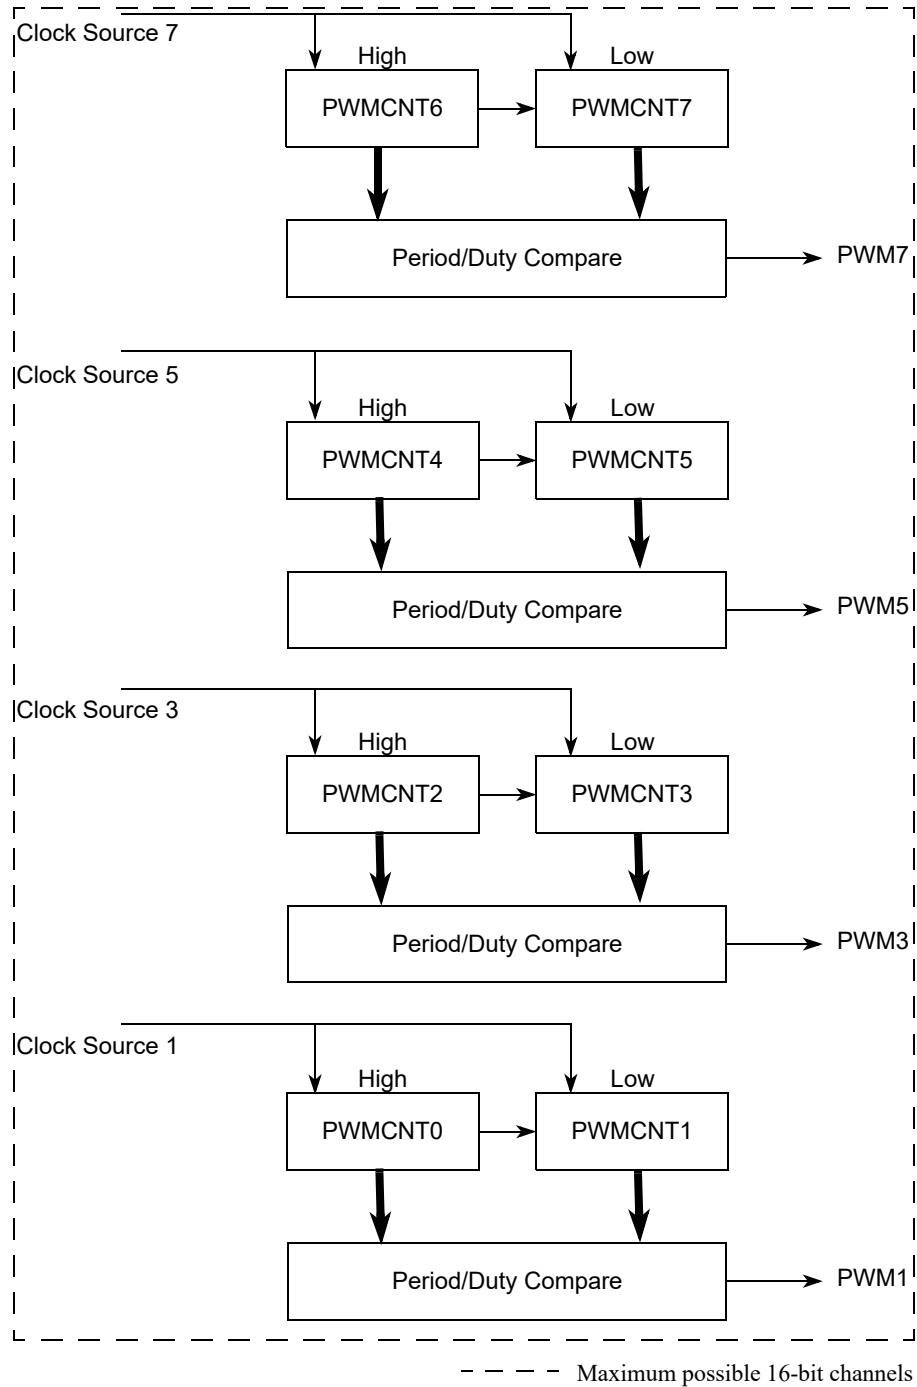 Clock Source 7
High
Low
PWMCNT6
PWMCNT7
Period/Duty Compare
PWM7
Clock Source 5
High
Low
PWMCNT4
PWMCNT5
Period/Duty Compare
PWM5
Clock Source 3
High
Low
PWMCNT2
PWMCNT3
Period/Duty Compare
PWM3
Clock Source 1
High
Low
PWMCNT0
PWMCNT1
Period/Duty Compare
PWM1
Maximum possible 16-bit channels